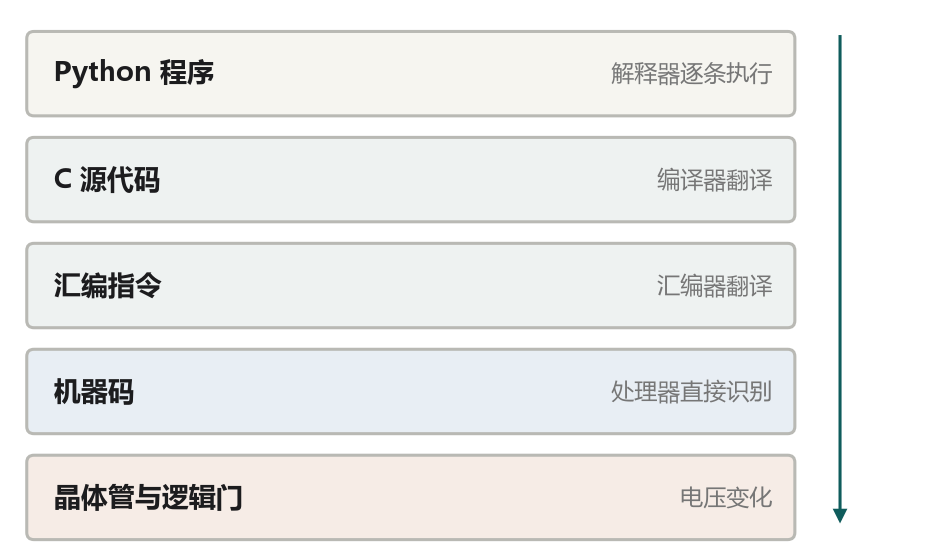 Python 程序
解释器逐条执行
C 源代码
编译器翻译
汇编指令
汇编器翻译
机器码
处理器直接识别
晶体管与逻辑门
电压变化